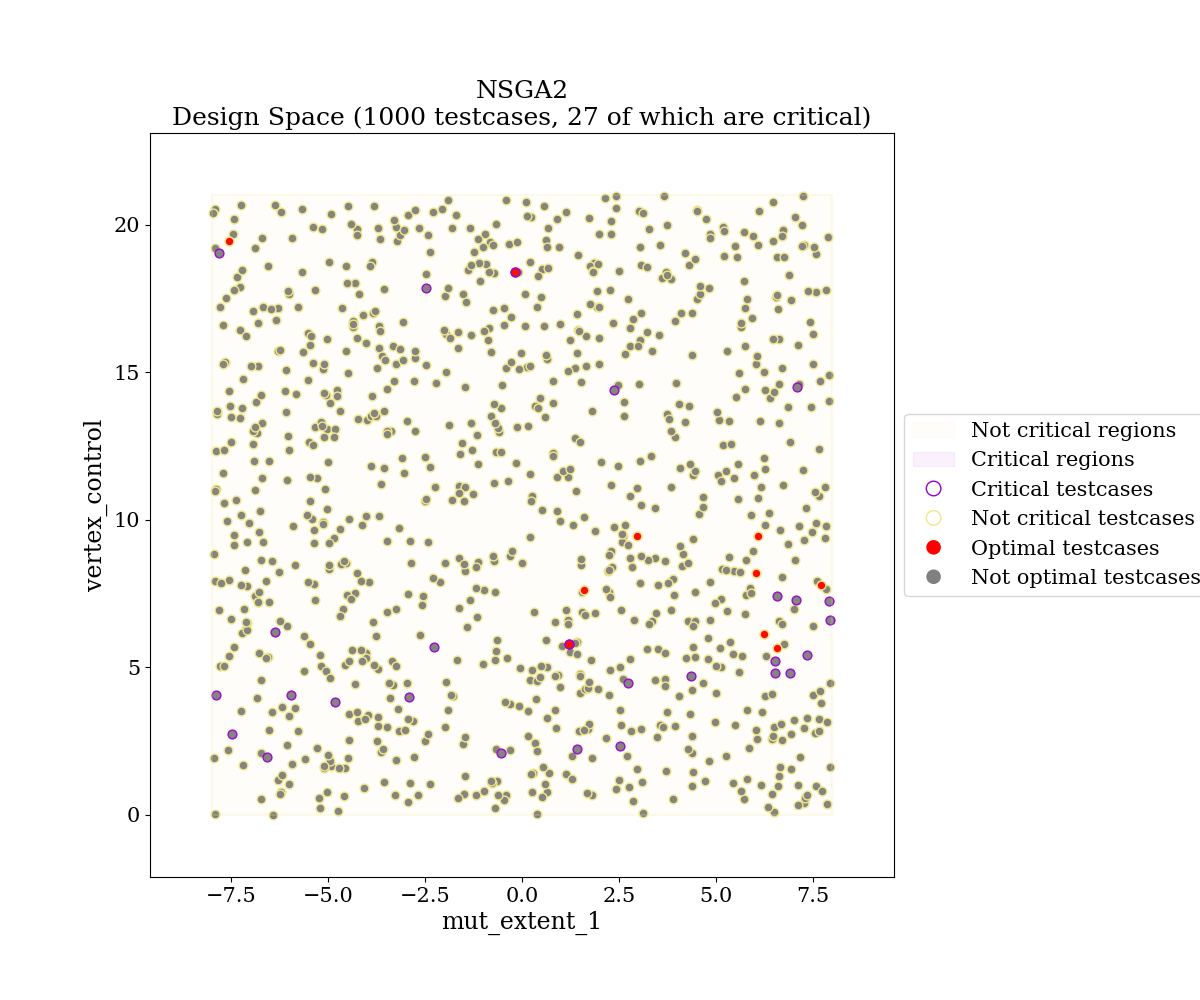 NSGA2
Design Space (1000 testcases, 27 of which are critical)
20
15
10
5
0
vertex_control
−7.5
−5.0
−2.5
0.0
2.5
5.0
7.5
mut_extent_1
Not critical regions
Critical regions
Critical testcases
Not critical testcases
Optimal testcases
Not optimal testcases